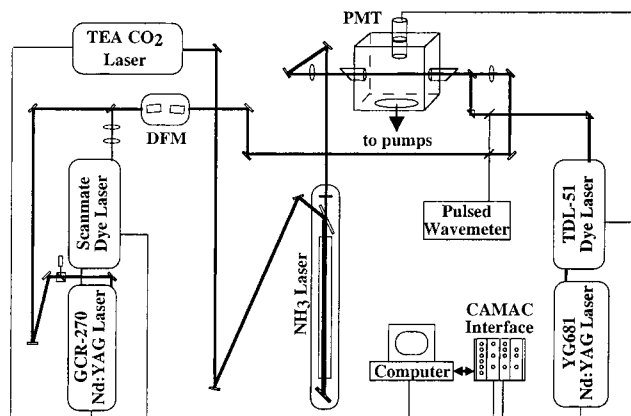 PMT
TEA CO2
Laser
DFM
to pumps
Scanmate
Dye Laser
GCR-270
Nd:YAG Laser
NH3 Laser
Pulsed
Wavemeter
TDL-51
Dye Laser
YG681
Nd:YAG Laser
CAMAC
Interface
Computer